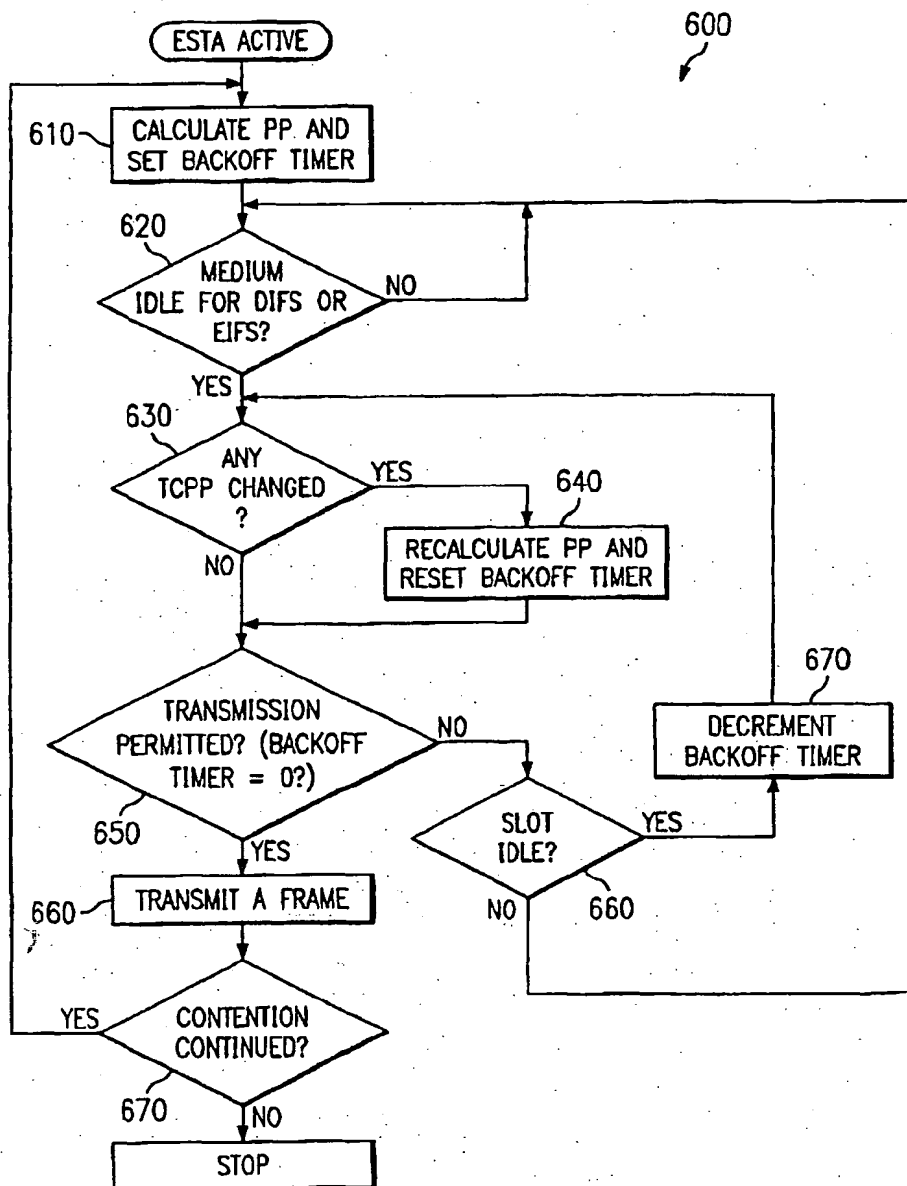 600
ESTA ACTIVE
610
CALCULATE PP AND
SET BACKOFF TIMER
620
MEDIUM
IDLE FOR DIFS OR
EIFS?
NO
YES
630
ANY
TCPP CHANGED
?
YES
NO
640
RECALCULATE PP AND
RESET BACKOFF TIMER
TRANSMISSION
PERMITTED? (BACKOFF
TIMER = 0?)
NO
650
YES
670
DECREMENT
BACKOFF TIMER
SLOT
IDLE?
YES
NO
660
660
TRANSMIT A FRAME
YES
CONTENTION
CONTINUED?
670
NO
STOP